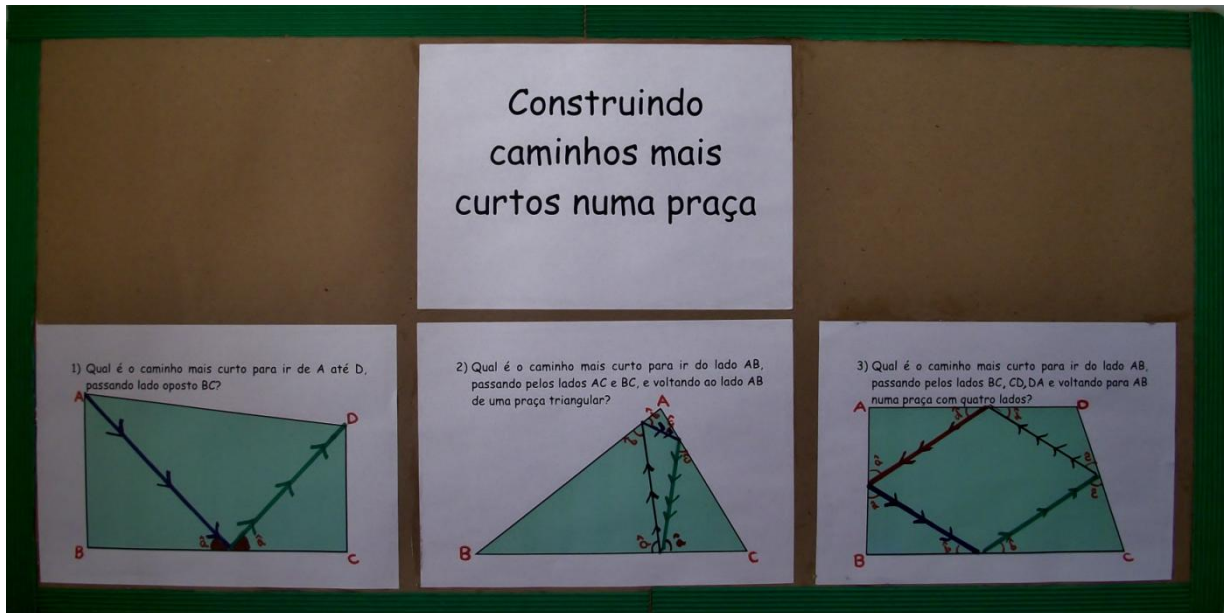 Construindo
caminhos mais
curtos numa praça
1) Qual é o caminho mais curto para ir de A até D,
passando lado oposto BC?
A
D
B
C
2) Qual é o caminho mais curto para ir do lado AB,
passando pelos lados AC e BC, e voltando ao lado AB
de uma praça triangular?
A
B
C
3) Qual é o caminho mais curto para ir do lado AB,
passando pelos lados BC, CD, DA e voltando para AB
numa praça com quatro lados?
A
D
B
C